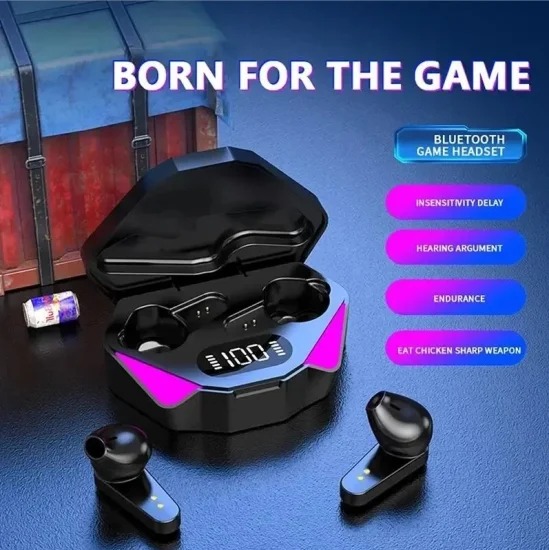 BORN FOR THE GAME
BLUETOOTH
GAME HEADSET
INSENSITIVITY DELAY
HEARING ARGUMENT
ENDURANCE
EAT CHICKEN SHARP WEAPON
100